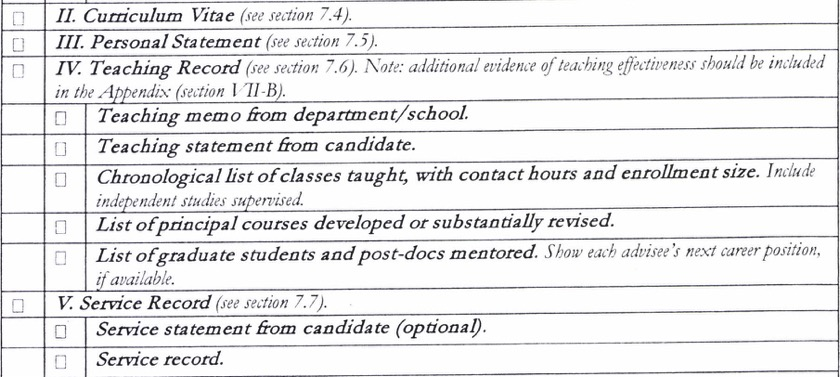 II. Curriculum Vitae (see section 7.4).
III. Personal Statement (see section 7.5).
IV. Teaching Record (see section 7.6). Note: additional evidence of teaching effectiveness should be included
in the Appendix (section VII-B).
Teaching memo from department/school.
Teaching statement from candidate.
Chronological list of classes taught, with contact hours and enrollment size. Include
independent studies supervised.
List of principal courses developed or substantially revised.
List of graduate students and post-docs mentored. Show each advisee's next career position,
if available.
V. Service Record (see section 7.7).
Service statement from candidate (optional).
Service record.